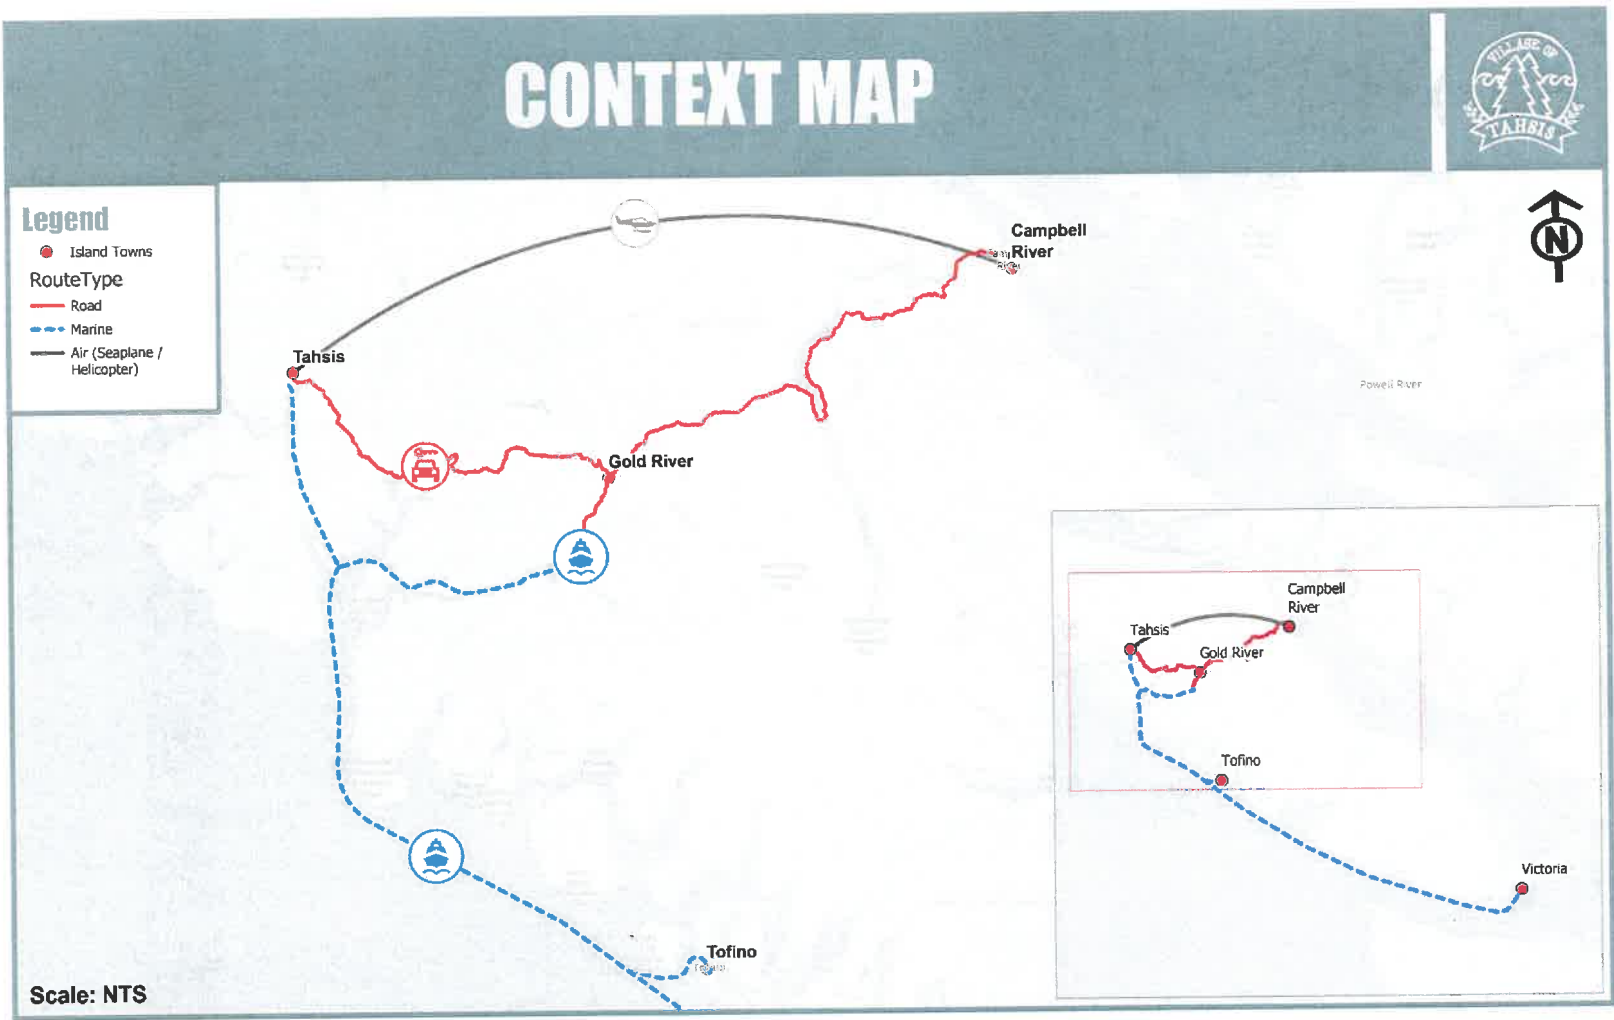 CONTEXT MAP
VILLAGE OF
TAHSIS
Legend
Island Towns
RouteType
Road
Marine
Air (Seaplane /
Helicopter)
Campbell
River
Tahsis
Powell River
Gold River
Tofino
Tofino
Scale: NTS
N
Campbell
River
Tahsis
Gold River
Tofino
Victoria